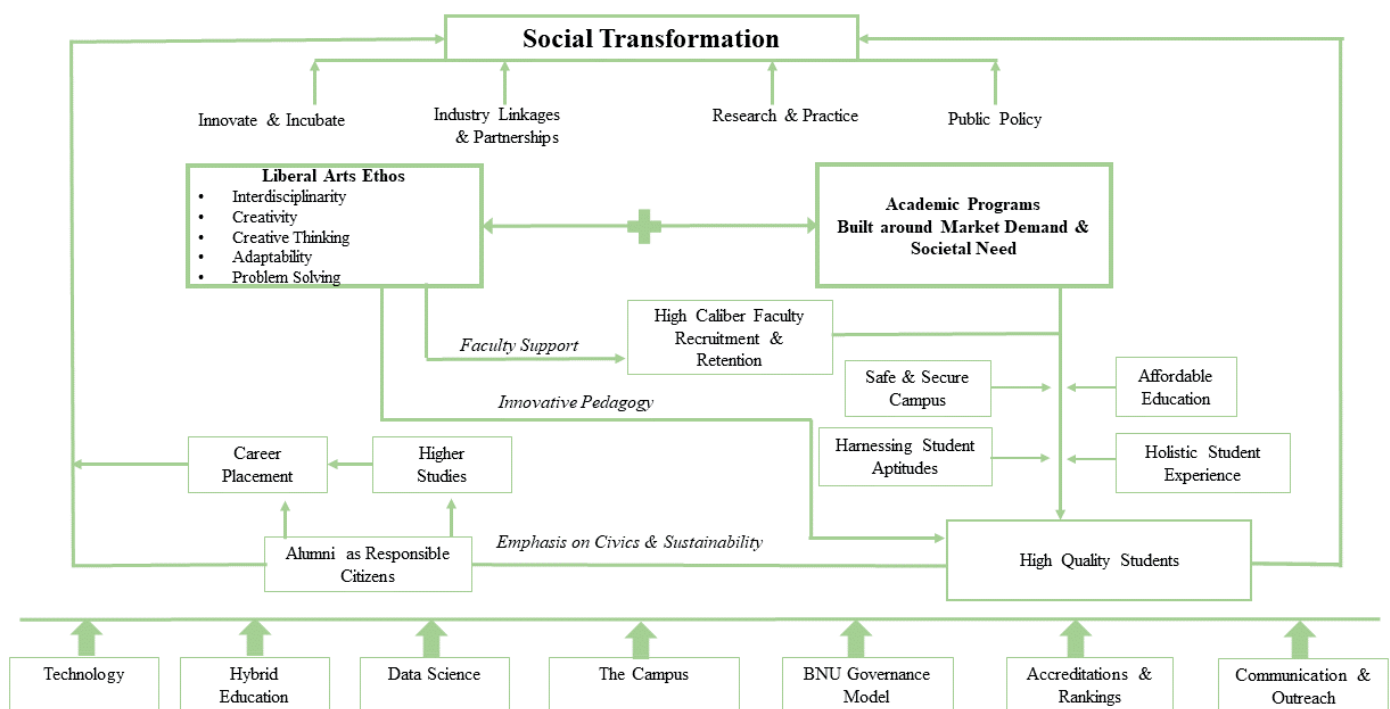 Social Transformation
Innovate & Incubate
Industry Linkages
& Partnerships
Research & Practice
Public Policy
Liberal Arts Ethos
• Interdisciplinarity
• Creativity
• Creative Thinking
• Adaptability
• Problem Solving
Academic Programs
Built around Market Demand &
Societal Need
High Caliber Faculty
Recruitment &
Retention
Faculty Support
Safe & Secure
Campus
Affordable
Education
Innovative Pedagogy
Career
Placement
Higher
Studies
Harnessing Student
Aptitudes
Holistic Student
Experience
Alumni as Responsible
Citizens
Emphasis on Civics & Sustainability
High Quality Students
Technology
Hybrid
Education
Data Science
The Campus
BNU Governance
Model
Accreditations &
Rankings
Communication &
Outreach